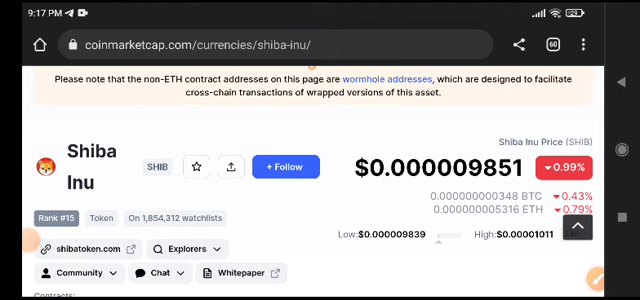 9:17 PM
coinmarketcap.com/currencies/shiba-inu/
60
Please note that the non-ETH contract addresses on this page are wormhole addresses, which are designed to facilitate
cross-chain transactions of wrapped versions of this asset.
Shiba Inu Price (SHIB)
Shiba
Inu
SHIB
+ Follow
$0.000009851
0.99%
0.000000000348 BTC 0.43%
0.000000005316 ETH 0.79%
Rank #15
Token
On 1,854,312 watchlists
Low:$0.000009839
High:$0.00001011
shibatoken.com
Explorers
Community
Chat
Whitepaper
Contracts: